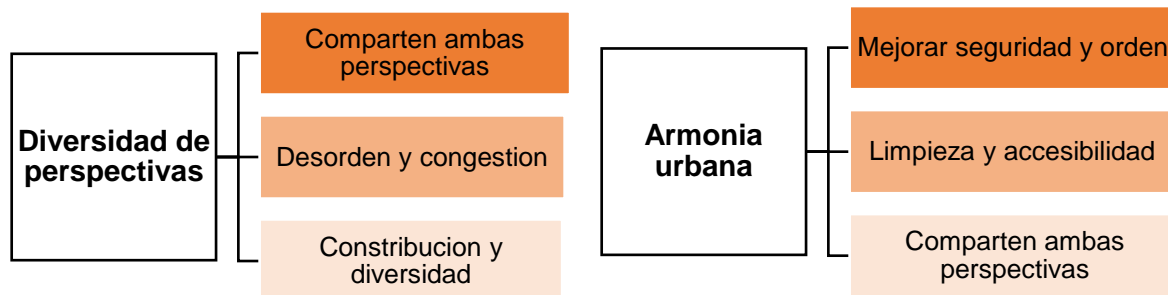 Diversidad de
perspectivas
Comparten ambas
perspectivas
Desorden y congestion
Constribucion y
diversidad
Armonia
urbana
Mejorar seguridad y orden
Limpieza y accesibilidad
Comparten ambas
perspectivas